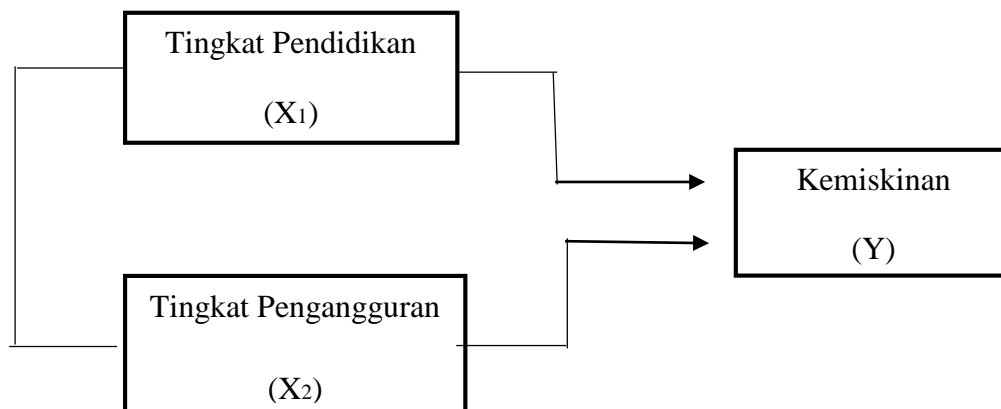 Tingkat Pendidikan
(X1)
Kemiskinan
(Y)
Tingkat Pengangguran
(X2)